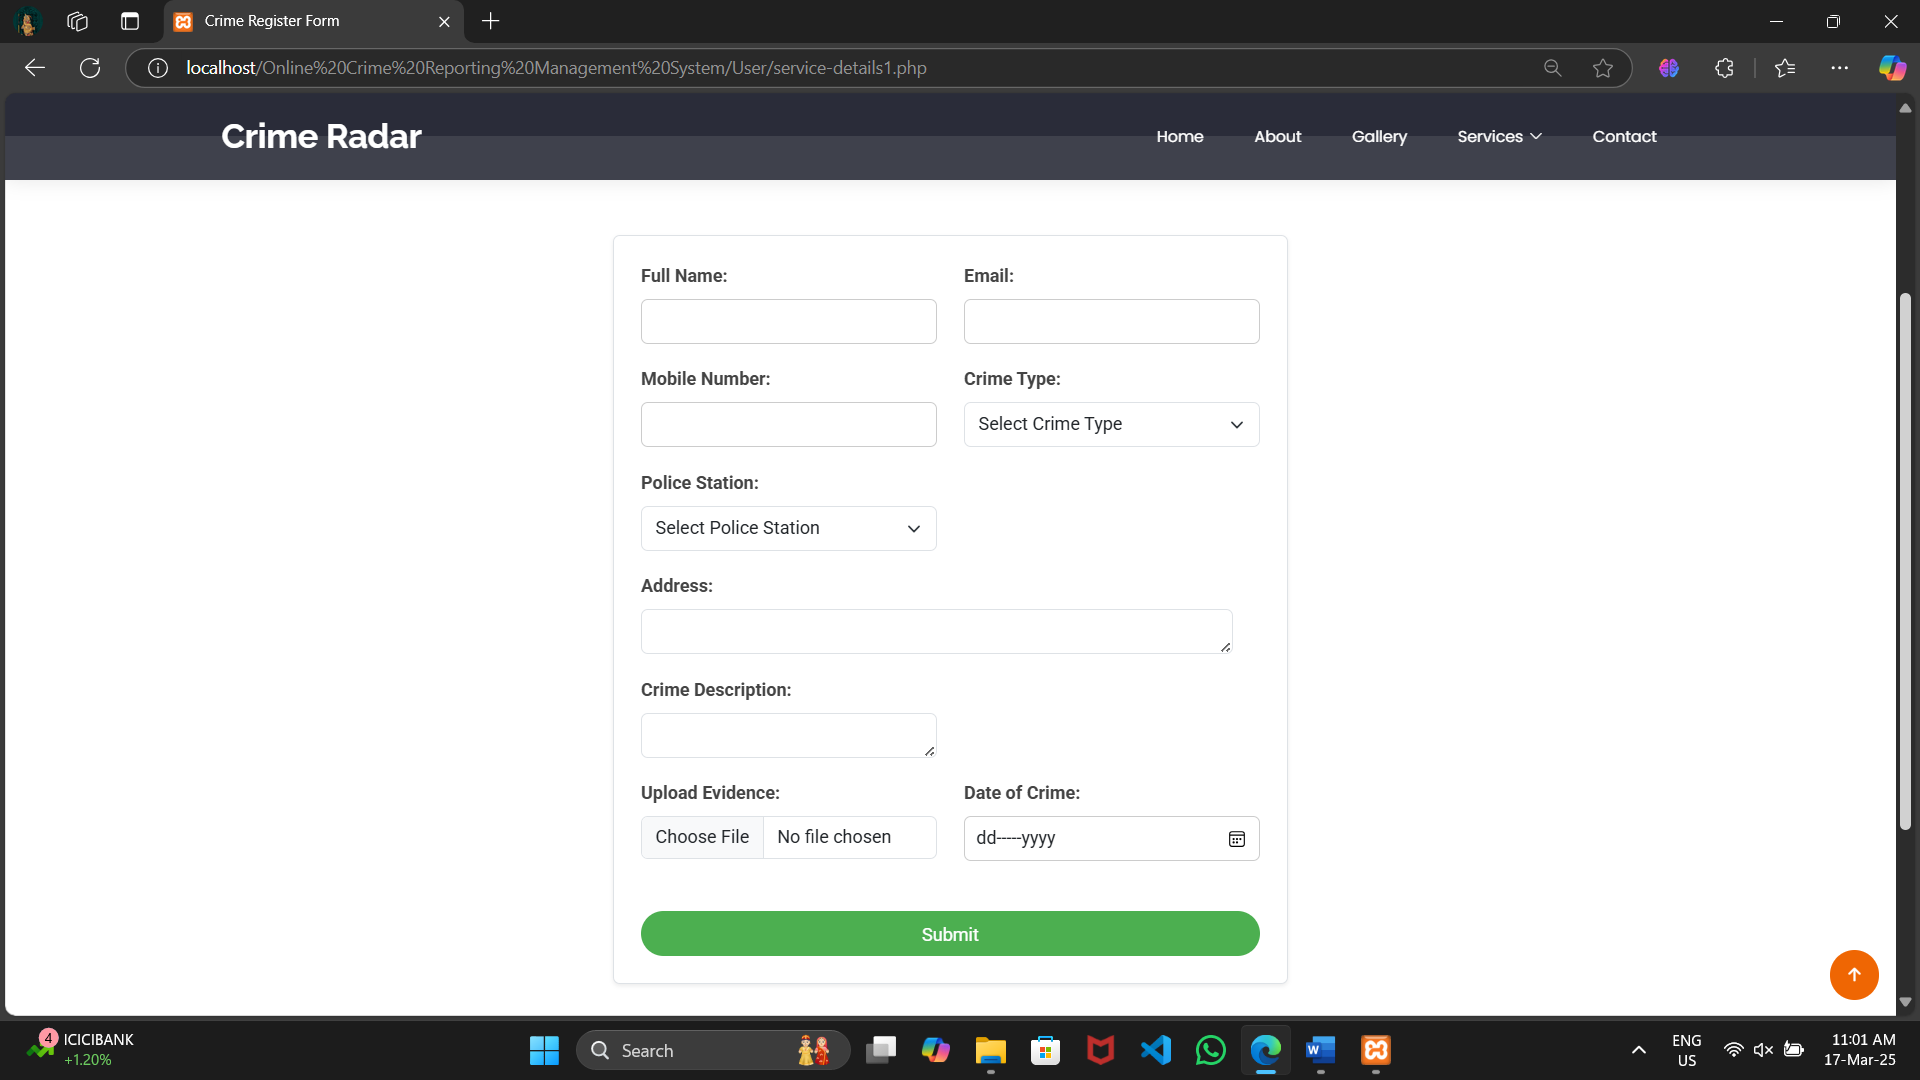 Crime Register Form
localhost/Online%20Crime%20Reporting%20Management%20System/User/service-details1.php
Crime Radar
Home About Gallery Services Contact
Full Name: Email:
Mobile Number: Crime Type:
Select Crime Type
Police Station:
Select Police Station
Address:
Crime Description:
Upload Evidence: Date of Crime:
Choose File No file chosen dd-----yyyy
Submit
4 ICICIBANK
+1.20%
Search
W
ENG
US
11:01 AM
17-Mar-25